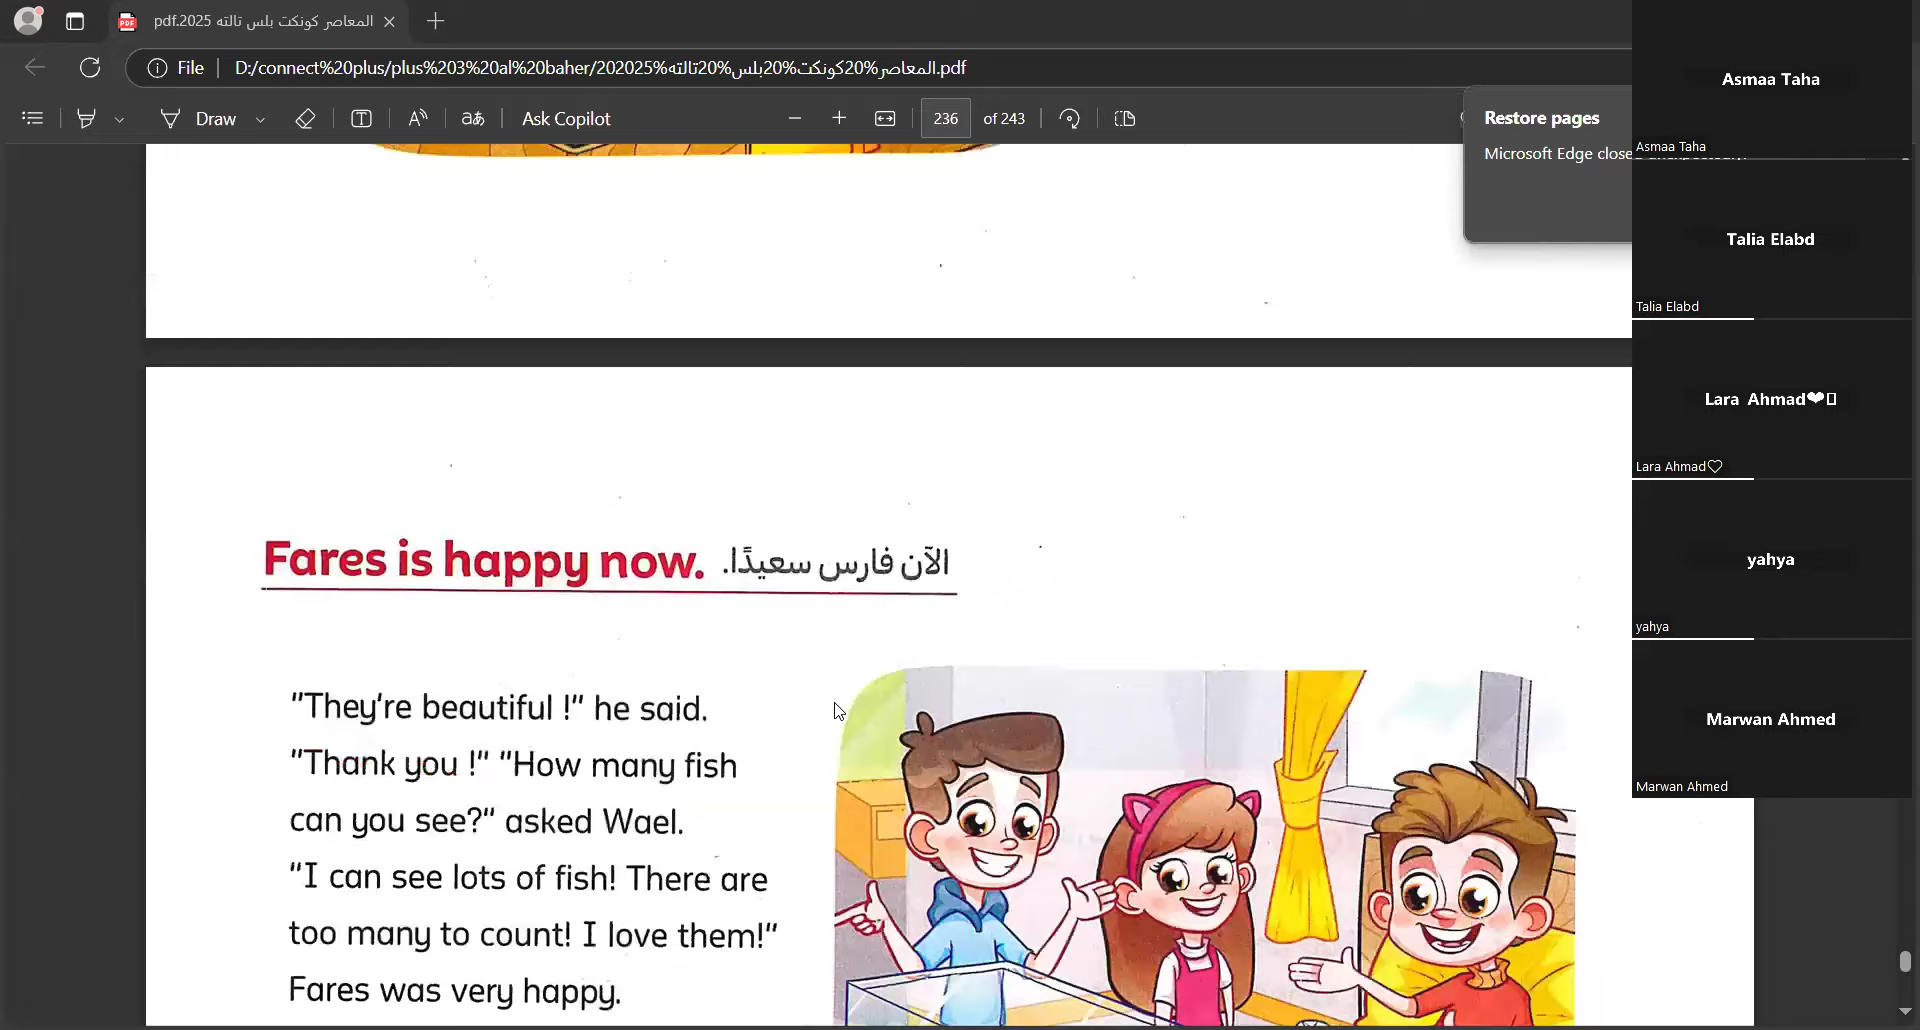 المعاصر كونكت بلس تالته 2025.pdf
File
D:/connect%20plus/plus%203%20al%20baher/202025%المعاصر%20كونكت%20بلس%20تالته.pdf
Draw
Ask Copilot
236 of 243
Restore pages
Microsoft Edge close
Asmaa Taha
Asmaa Taha
Talia Elabd
Talia Elabd
Lara Ahmad❤
Lara Ahmad♡
yahya
yahya
Marwan Ahmed
Marwan Ahmed
Fares is happy now. الآن فارس سعيدًا.
"They're beautiful !" he said.
"Thank you !" "How many fish
can you see?" asked Wael.
"I can see lots of fish! There are
too many to count! I love them!"
Fares was very happy.